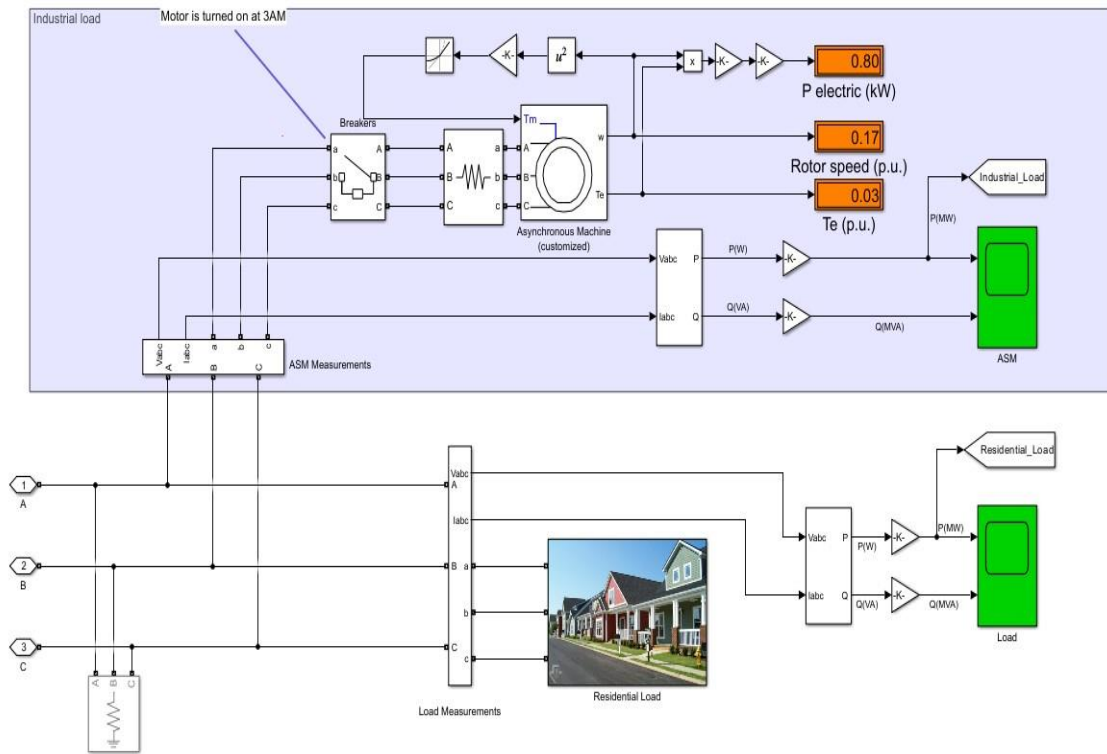 Industrial load
Motor is turned on at 3AM
-K-
u²
x
-K-
-K-
0.80
P electric (kW)
Breakers
Tm
a
A
A
a
A
w
0.17
Rotor speed (p.u.)
b
B
B
b
B
Industrial_Load
c
C
C
c
C
Te
0.03
Te (p.u.)
P(MW)
Asynchronous Machine
(customized)
Vabc
P
P(W)
-K-
Iabc
Q
Q(VA)
-K-
Q(MVA)
ASM
Vabc
Iabc
a
b
c
A
B
C
ASM Measurements
Residential_Load
1
A
Vabc
A
Iabc
P(MW)
Vabc
P
P(W)
-K-
2
B
B
a
b
Iabc
Q
Q(VA)
-K-
Q(MVA)
Load
3
C
C
c
A
B
C
Residential Load
Load Measurements